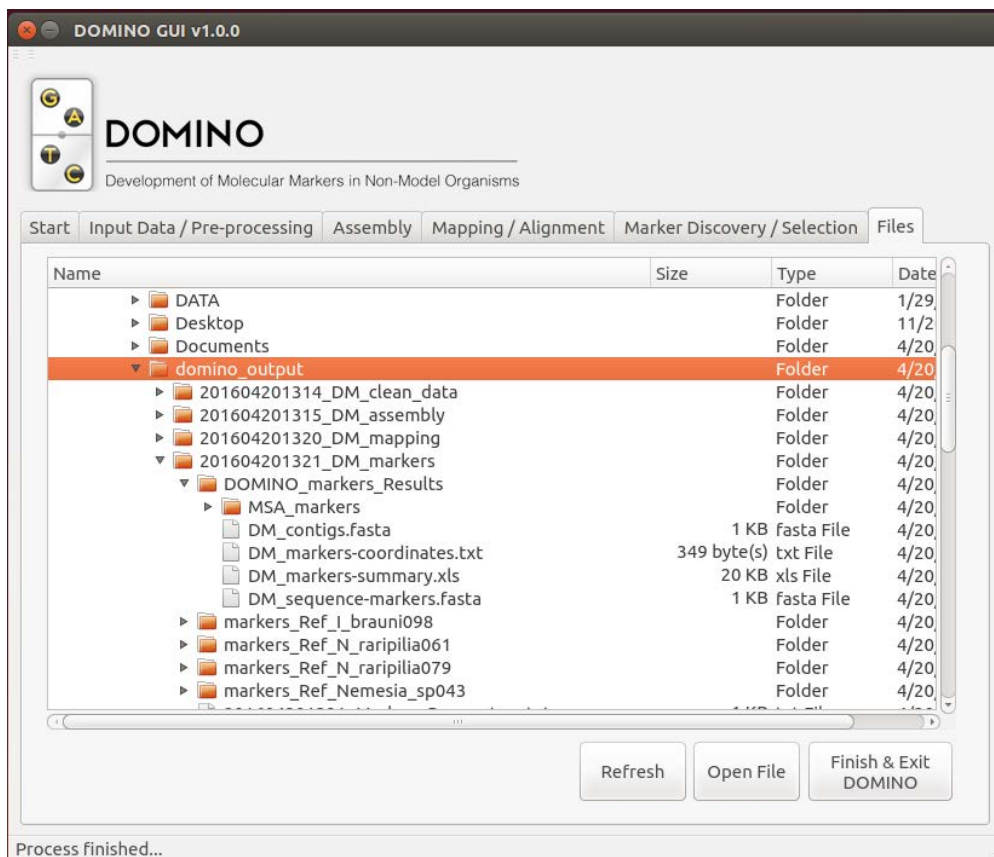 DOMINO GUI v1.0.0
G
A
T
C
DOMINO
Development of Molecular Markers in Non-Model Organisms
Start Input Data / Pre-processing Assembly Mapping / Alignment Marker Discovery / Selection Files
Name Size Type Date
DATA Folder 1/29/
Desktop Folder 11/2
Documents Folder 4/20/
domino_output Folder 4/20/
201604201314_DM_clean_data Folder 4/20/
201604201315_DM_assembly Folder 4/20/
201604201320_DM_mapping Folder 4/20/
201604201321_DM_markers Folder 4/20/
DOMINO_markers_Results Folder 4/20/
MSA_markers Folder 4/20/
DM_contigs.fasta 1 KB fasta File 4/20/
DM_markers-coordinates.txt 349 byte(s) txt File 4/20/
DM_markers-summary.xls 20 KB xls File 4/20/
DM_sequence-markers.fasta 1 KB fasta File 4/20/
markers_Ref_I_brauni098 Folder 4/20/
markers_Ref_N_raripilia061 Folder 4/20/
markers_Ref_N_raripilia079 Folder 4/20/
markers_Ref_Nemesia_sp043 Folder 4/20/
Refresh Open File Finish & Exit
DOMINO
Process finished...